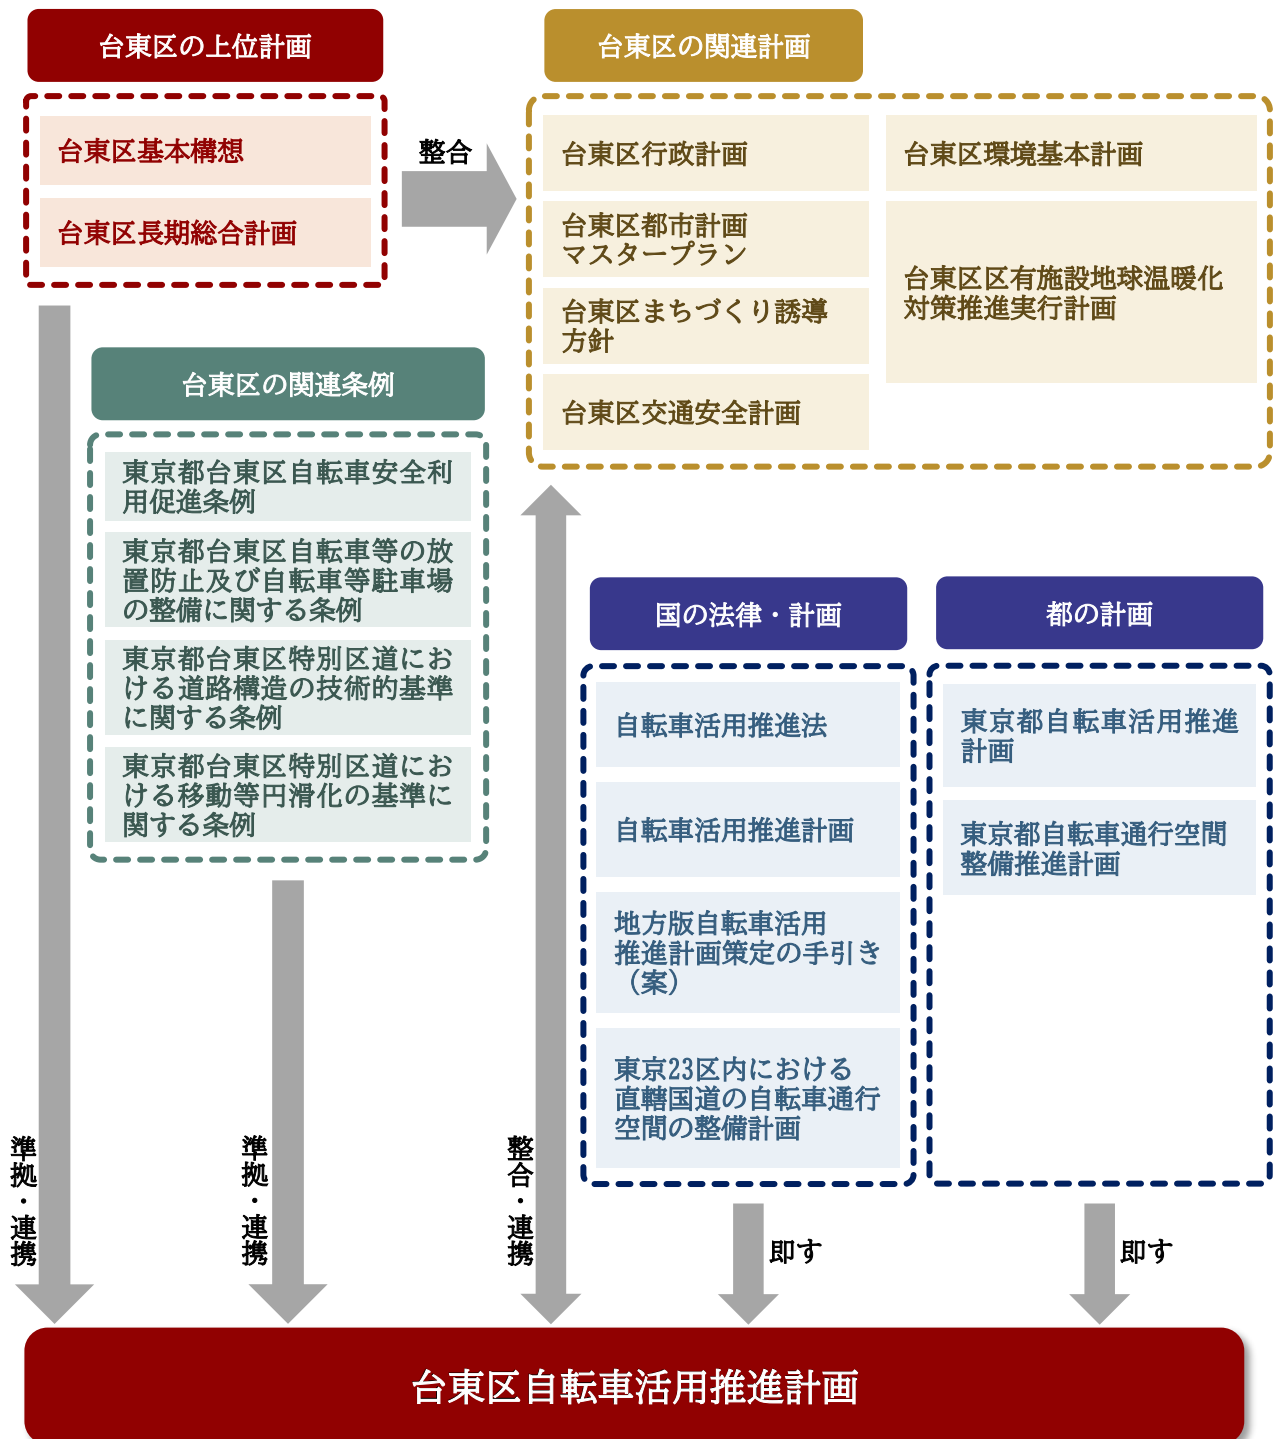 台東区の上位計画
台東区基本構想
台東区長期総合計画
整合
台東区の関連計画
台東区行政計画
台東区都市計画
マスタープラン
台東区まちづくり誘導
方針
台東区交通安全計画
台東区環境基本計画
台東区区有施設地球温暖化
対策推進実行計画
台東区の関連条例
東京都台東区自転車安全利
用促進条例
東京都台東区自転車等の放
置防止及び自転車等駐車場
の整備に関する条例
東京都台東区特別区道にお
ける道路構造の技術的基準
に関する条例
東京都台東区特別区道にお
ける移動等円滑化の基準に
関する条例
国の法律・計画
自転車活用推進法
自転車活用推進計画
地方版自転車活用
推進計画策定の手引き
（案）
東京23区内における
直轄国道の自転車通行
空間の整備計画
都の計画
東京都自転車活用推進
計画
東京都自転車通行空間
整備推進計画
準拠・連携
準拠・連携
整合・連携
即す
即す
台東区自転車活用推進計画